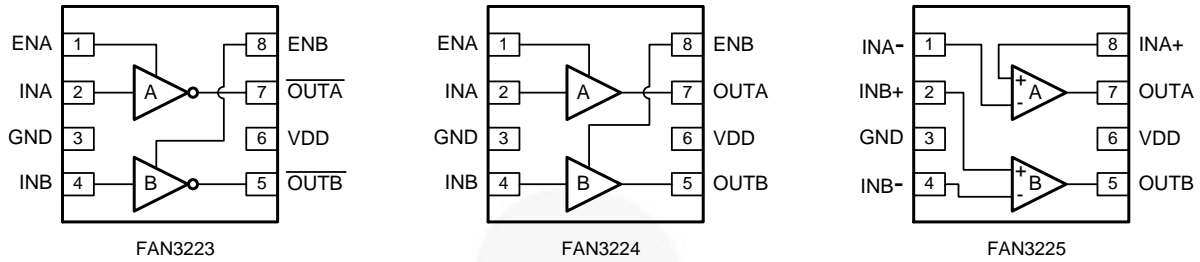 ENA 1 8 ENB
INA 2 A 7 OUTA
GND 3 6 VDD
INB 4 B 5 OUTB
FAN3223
ENA 1 8 ENB
INA 2 A 7 OUTA
GND 3 6 VDD
INB 4 B 5 OUTB
FAN3224
INA- 1 8 INA+
INB+ 2 + - A 7 OUTA
GND 3 6 VDD
INB- 4 + - B 5 OUTB
FAN3225